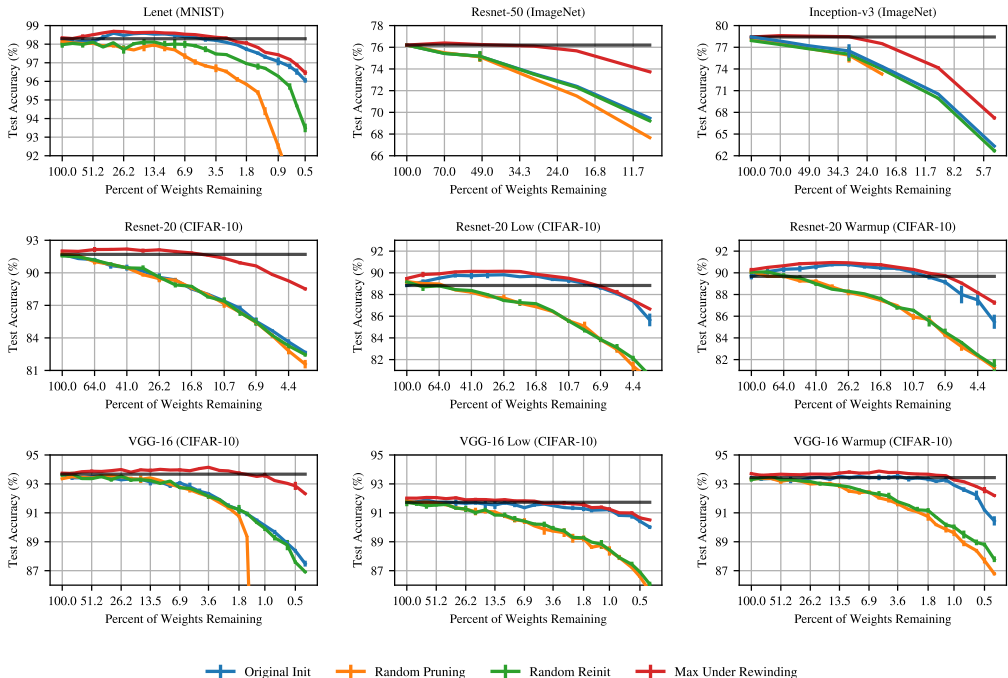 Lenet (MNIST)
Test Accuracy (%)
99
98
97
96
95
94
93
92
100.0 51.2 26.2 13.4 6.9 3.5 1.8 0.9 0.5
Percent of Weights Remaining
Resnet-50 (ImageNet)
Test Accuracy (%)
78
76
74
72
70
68
66
100.0 70.0 49.0 34.3 24.0 16.8 11.7
Percent of Weights Remaining
Inception-v3 (ImageNet)
Test Accuracy (%)
80
78
75
73
71
67
65
62
100.0 70.0 49.0 34.3 24.0 16.8 11.7 8.2 5.7
Percent of Weights Remaining
Resnet-20 (CIFAR-10)
Test Accuracy (%)
93
90
87
84
81
100.0 64.0 41.0 26.2 16.8 10.7 6.9 4.4
Percent of Weights Remaining
Resnet-20 Low (CIFAR-10)
Test Accuracy (%)
92
90
88
86
84
82
100.0 64.0 41.0 26.2 16.8 10.7 6.9 4.4
Percent of Weights Remaining
Resnet-20 Warmup (CIFAR-10)
Test Accuracy (%)
92
90
88
86
84
82
100.0 64.0 41.0 26.2 16.8 10.7 6.9 4.4
Percent of Weights Remaining
VGG-16 (CIFAR-10)
Test Accuracy (%)
95
93
91
89
87
100.0 51.2 26.2 13.5 6.9 3.6 1.8 1.0 0.5
Percent of Weights Remaining
VGG-16 Low (CIFAR-10)
Test Accuracy (%)
95
93
91
89
87
100.0 51.2 26.2 13.5 6.9 3.6 1.8 1.0 0.5
Percent of Weights Remaining
VGG-16 Warmup (CIFAR-10)
Test Accuracy (%)
95
93
91
89
87
100.0 51.2 26.2 13.5 6.9 3.6 1.8 1.0 0.5
Percent of Weights Remaining
Original Init Random Pruning Random Reinit Max Under Rewinding